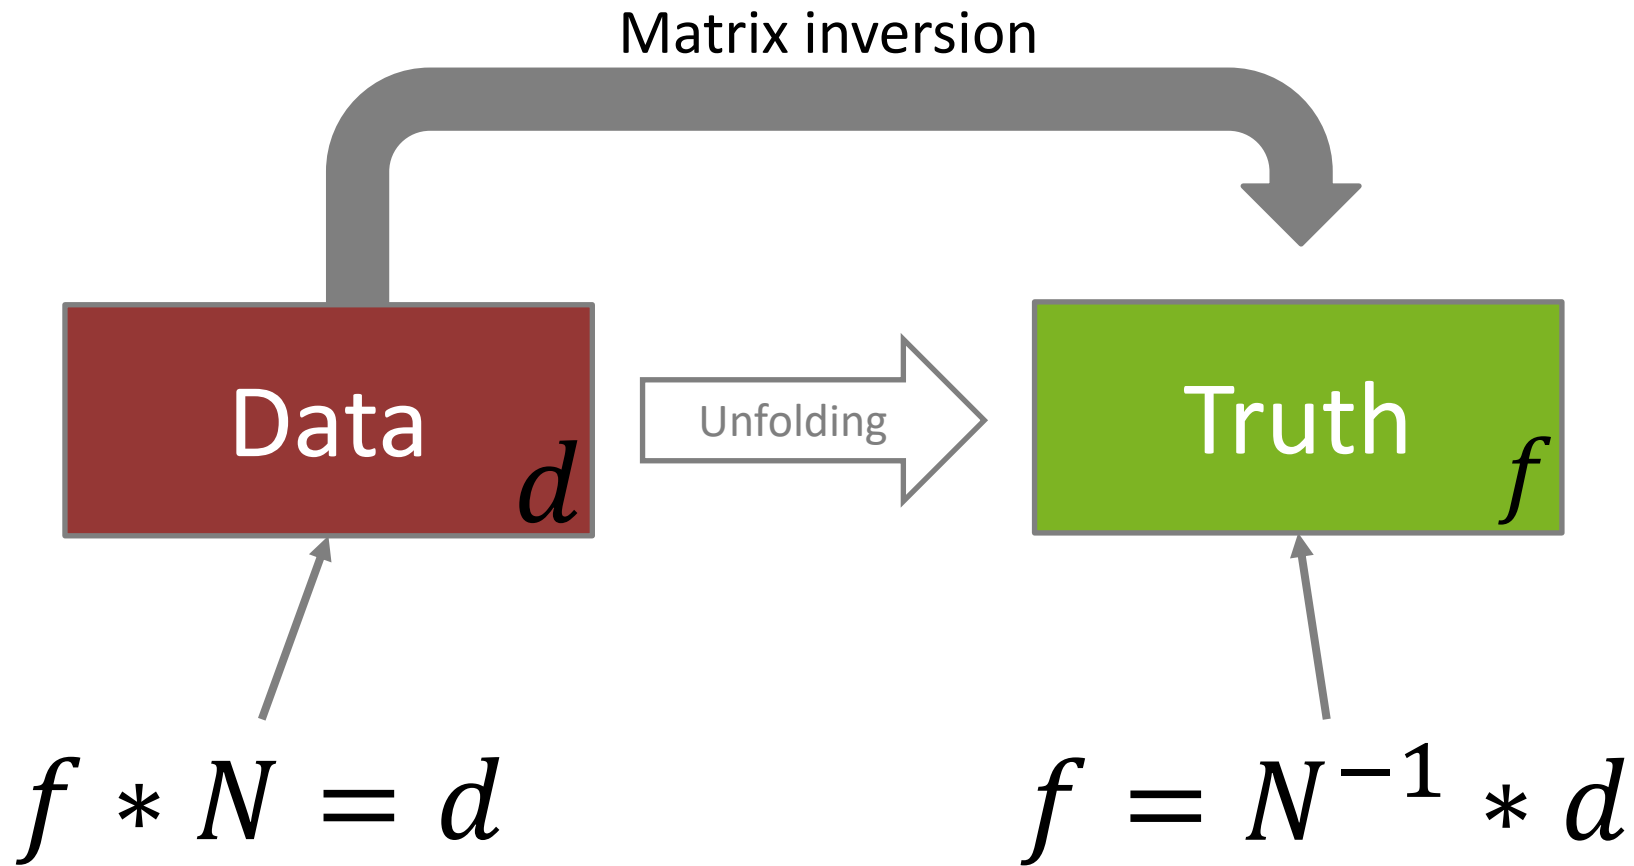 Matrix inversion
Data
d
Unfolding
Truth
f
f * N = d
f = N⁻¹ * d